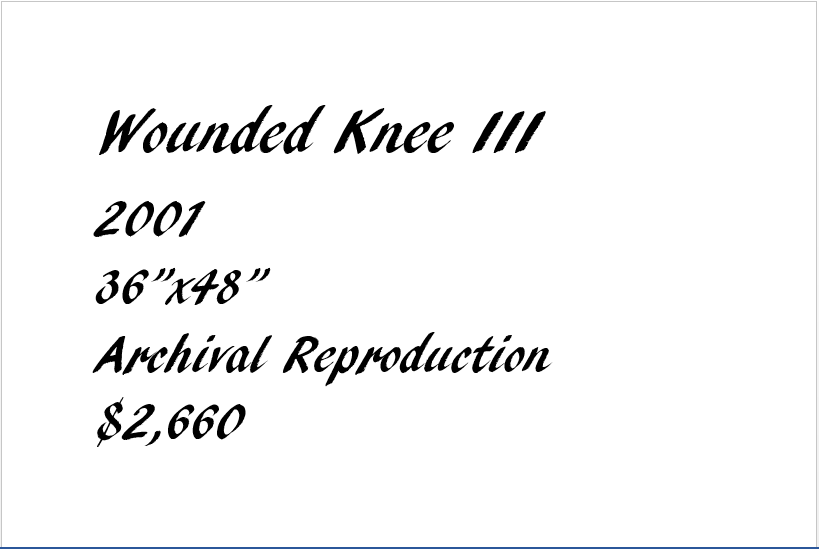 Wounded Knee III
2001
36”x48”
Archival Reproduction
$2,660